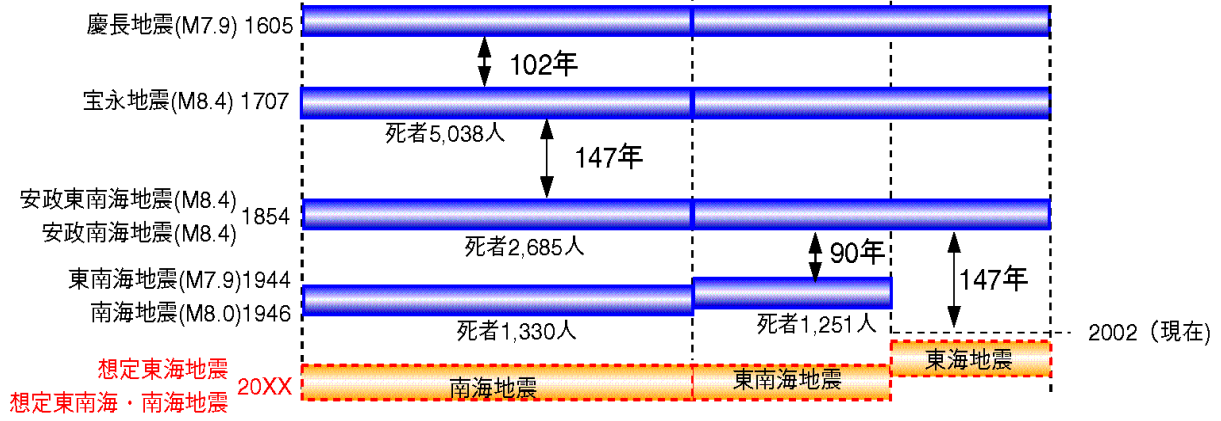 慶長地震(M7.9) 1605
102年
宝永地震(M8.4) 1707
死者5,038人
147年
安政東南海地震(M8.4)
安政南海地震(M8.4)
1854
死者2,685人
90年
147年
東南海地震(M7.9)1944
南海地震(M8.0)1946
死者1,330人
死者1,251人
2002（現在)
想定東海地震
想定東南海・南海地震
20XX
南海地震
東南海地震
東海地震